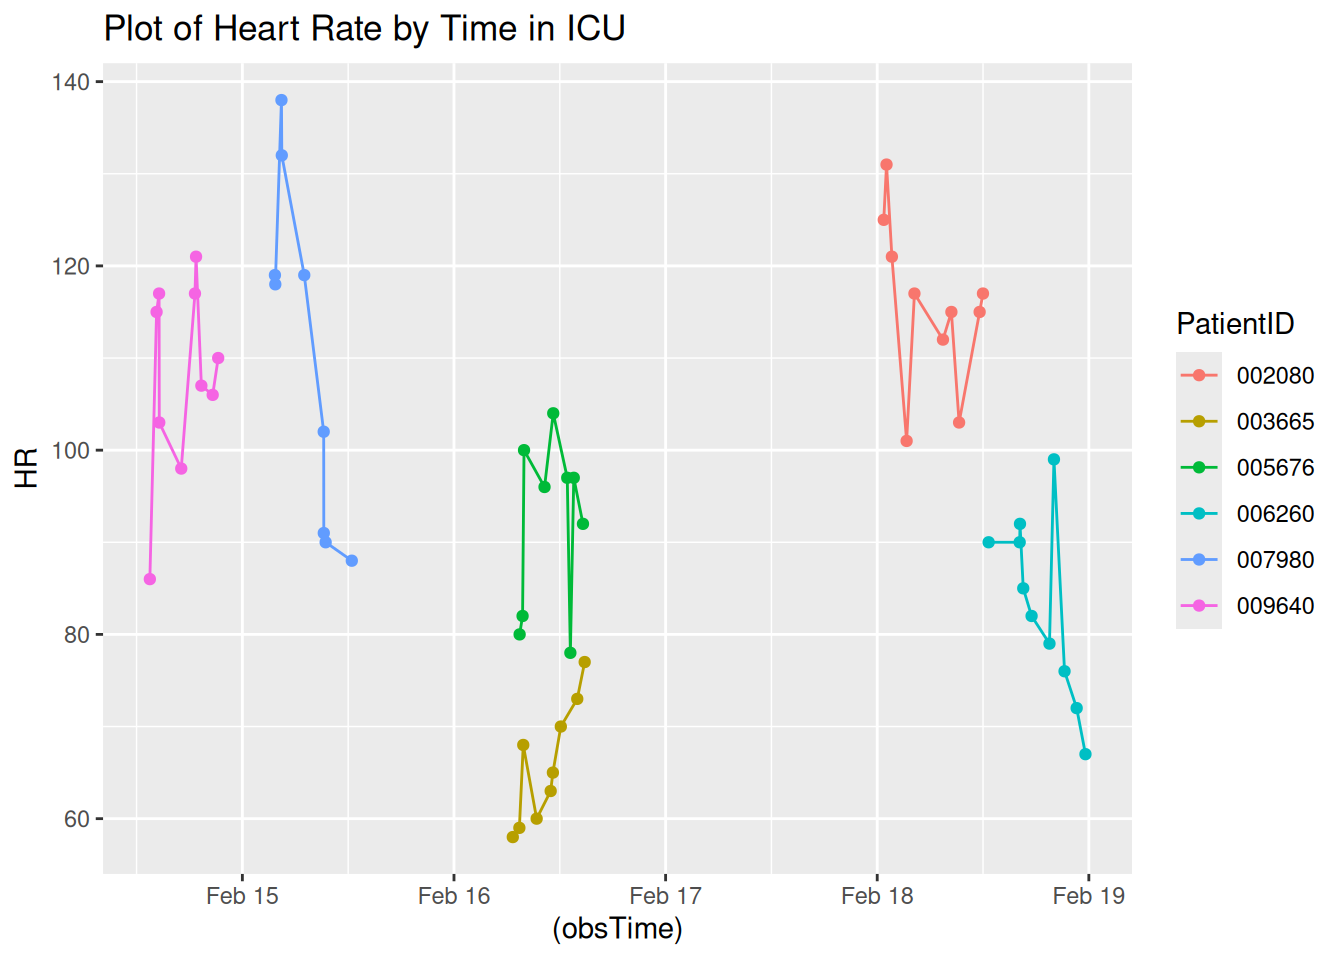 Plot of Heart Rate by Time in ICU
HR
140
120
100
80
60
Feb 15
Feb 16
Feb 17
Feb 18
Feb 19
(obsTime)
PatientID
002080
003665
005676
006260
007980
009640